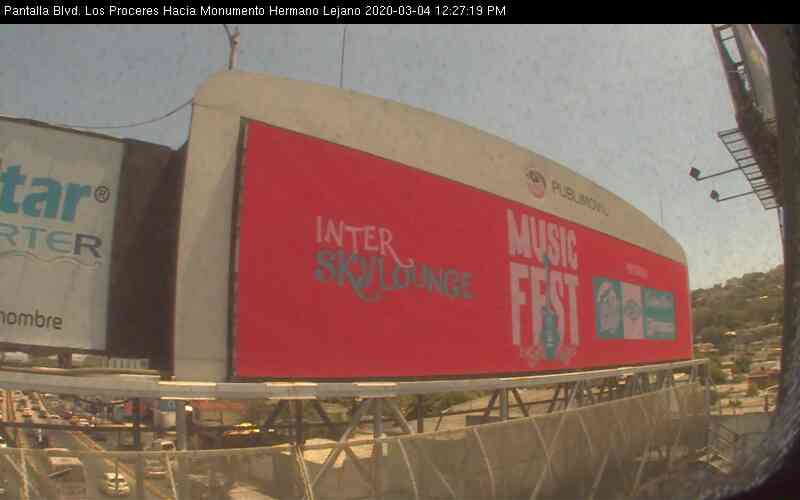 Pantalla Blvd. Los Proceres Hacia Monumento Hermano Lejano 2020-03-04 12:27:19 PM
tar®
RTER
nombre
PUBLIMOVIL
INTER
SKYLOUNGE
MUSIC
FEST